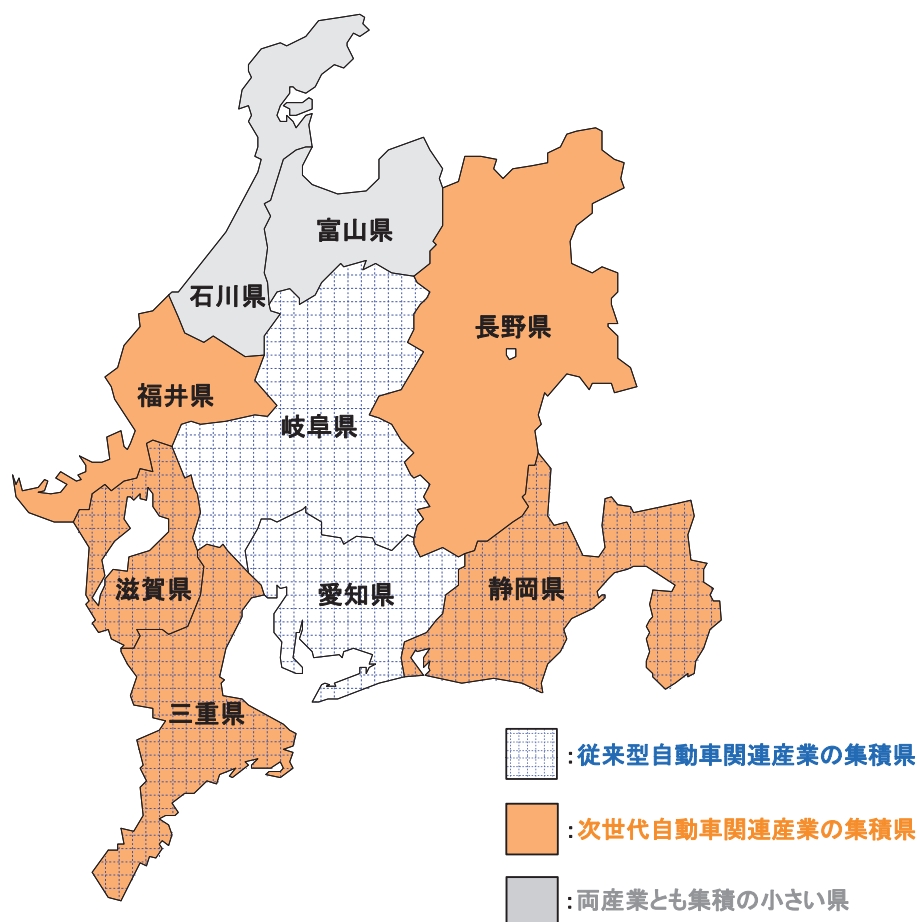 富山県
石川県
長野県
福井県
岐阜県
滋賀県
愛知県
静岡県
三重県
:従来型自動車関連産業の集積県
:次世代自動車関連産業の集積県
:両産業とも集積の小さい県